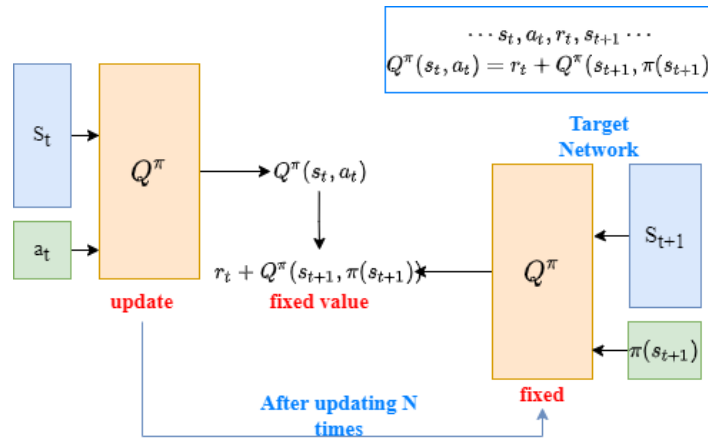 ⋯ s_t, a_t, r_t, s_{t+1} ⋯
Q^π(s_t, a_t) = r_t + Q^π(s_{t+1}, π(s_{t+1})
S_t
a_t
Q^π
update
Q^π(s_t, a_t)
r_t + Q^π(s_{t+1}, π(s_{t+1}))
fixed value
Target
Network
Q^π
fixed
S_{t+1}
π(s_{t+1})
After updating N
times